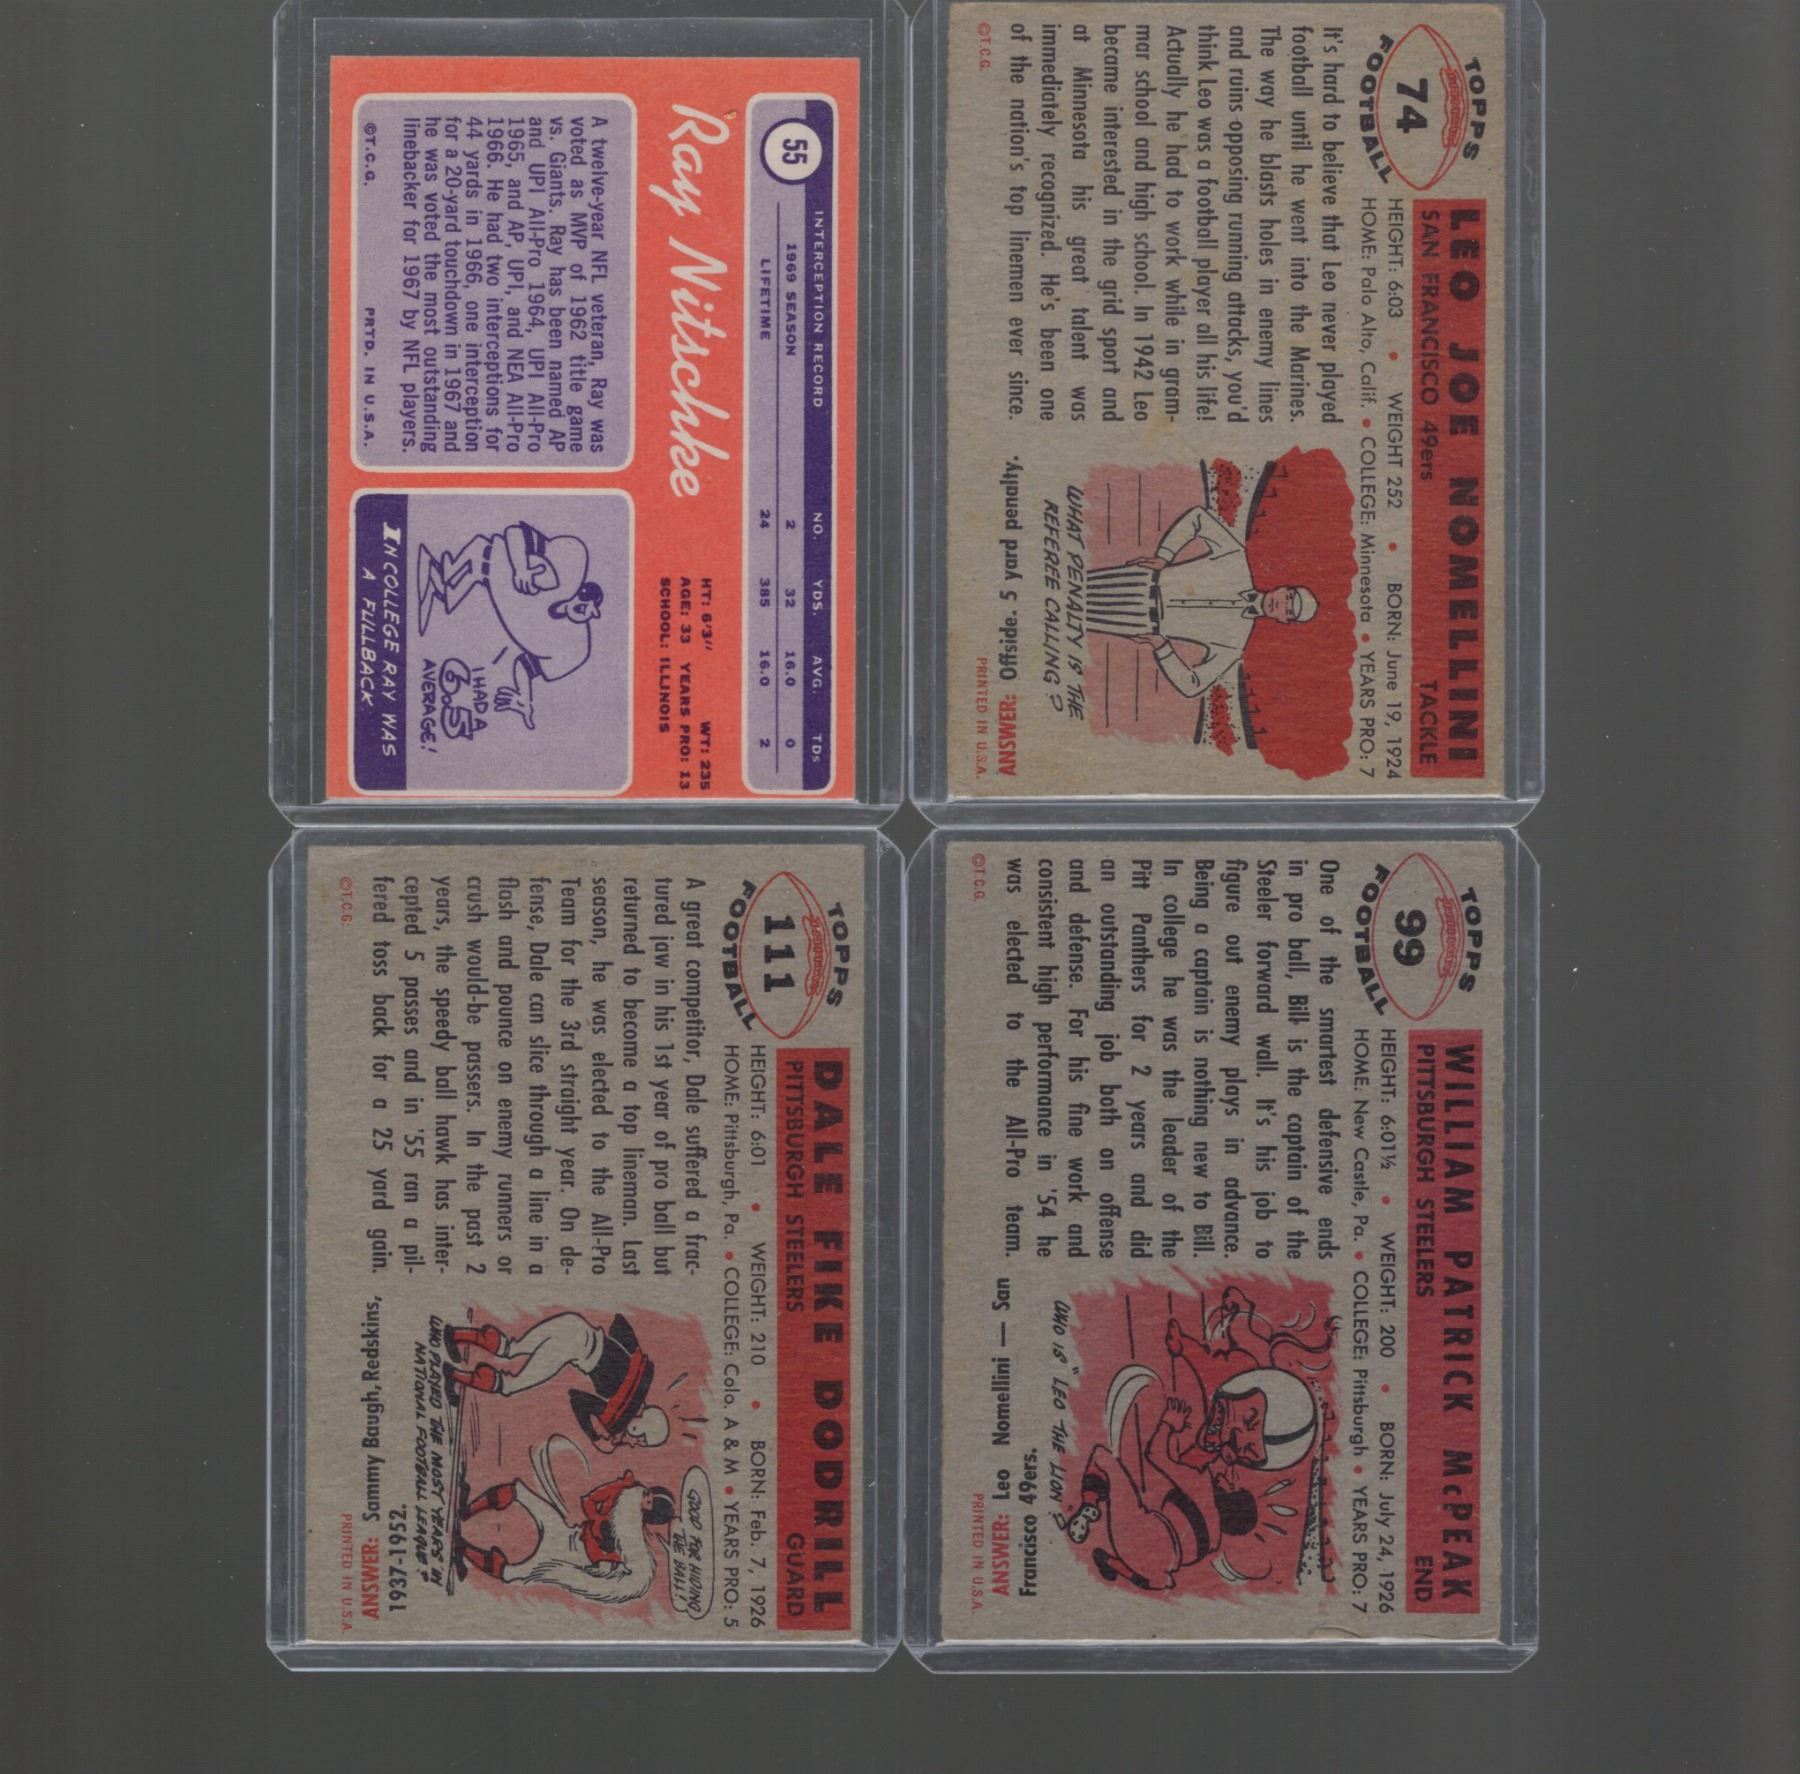 TOPPS
74
FOOTBALL
LEO JOE NOMELLINI
SAN FRANCISCO 49ers TACKLE
HEIGHT: 6:03 • WEIGHT 252 • BORN: June 19, 1924
HOME: Palo Alto, Calif. • COLLEGE: Minnesota • YEARS PRO: 7
It's hard to believe that Leo never played
football until he went into the Marines.
The way he blasts holes in enemy lines
and ruins opposing running attacks, you'd
think Leo was a football player all his life!
Actually he had to work while in gram-
mar school and high school. In 1942 Leo
became interested in the grid sport and
at Minnesota his great talent was
immediately recognized. He's been one
of the nation's top linemen ever since.
©T.C.G.
WHAT PENALTY IS THE
REFEREE CALLING?
ANSWER: Offside. 5 yard penalty.
PRINTED IN U.S.A.
TOPPS
99
FOOTBALL
WILLIAM PATRICK McPEAK
PITTSBURGH STEELERS END
HEIGHT: 6:01½ • WEIGHT: 200 • BORN: July 24, 1926
HOME: New Castle, Pa. • COLLEGE: Pittsburgh • YEARS PRO: 7
One of the smartest defensive ends
in pro ball, Bill is the captain of the
Steeler forward wall. It's his job to
figure out enemy plays in advance.
Being a captain is nothing new to Bill.
In college he was the leader of the
Pitt Panthers for 2 years and did
an outstanding job both on offense
and defense. For his fine work and
consistent high performance in '54 he
was elected to the All-Pro team.
©T.C.G.
WHO IS "LEO THE LION"?
ANSWER: Leo Nomellini — San
Francisco 49ers.
PRINTED IN U.S.A.
55
INTERCEPTION RECORD NO. YDS. AVG. TDS
1969 SEASON 2 32 16.0 0
LIFETIME 24 385 16.0 2
Ray Nitschke
HT: 6'3" WT: 235
AGE: 33 YEARS PRO: 13
SCHOOL: ILLINOIS
A twelve-year NFL veteran, Ray was
voted as MVP of 1962 title game
vs. Giants. Ray has been named AP
and UPI All-Pro 1964, UPI All-Pro
1965, and AP, UPI, and NEA All-Pro
1966. He had two interceptions for
44 yards in 1966, one interception
for a 20-yard touchdown in 1967 and
he was voted the most outstanding
linebacker for 1967 by NFL players.
©T.C.G. PRTD. IN U.S.A.
I HAD A
6.5
AVERAGE!
IN COLLEGE RAY WAS
A FULLBACK
TOPPS
111
FOOTBALL
DALE FIKE DODRILL
PITTSBURGH STEELERS GUARD
HEIGHT: 6:01 • WEIGHT: 210 • BORN: Feb. 7, 1926
HOME: Pittsburgh, Pa. • COLLEGE: Colo. A & M • YEARS PRO: 5
A great competitor, Dale suffered a frac-
tured jaw in his 1st year of pro ball but
returned to become a top lineman. Last
season, he was elected to the All-Pro
Team for the 3rd straight year. On de-
fense, Dale can slice through a line in a
flash and pounce on enemy runners or
crush would-be passers. In the past 2
years, the speedy ball hawk has inter-
cepted 5 passes and in '55 ran a pil-
fered toss back for a 25 yard gain.
©T.C.G.
GOOD FOR HIDING
THE BALL!
WHO PLAYED THE MOST YEARS IN
NATIONAL FOOTBALL LEAGUE?
ANSWER: Sammy Baugh, Redskins,
1937-1952.
PRINTED IN U.S.A.